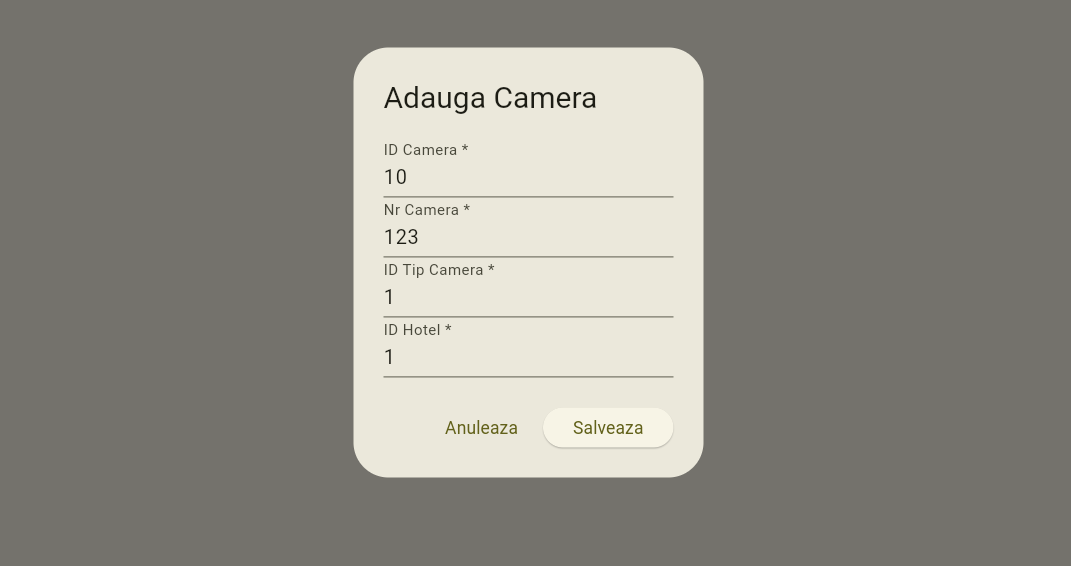 Adauga Camera
ID Camera *
10
Nr Camera *
123
ID Tip Camera *
1
ID Hotel *
1
Anuleaza Salveaza